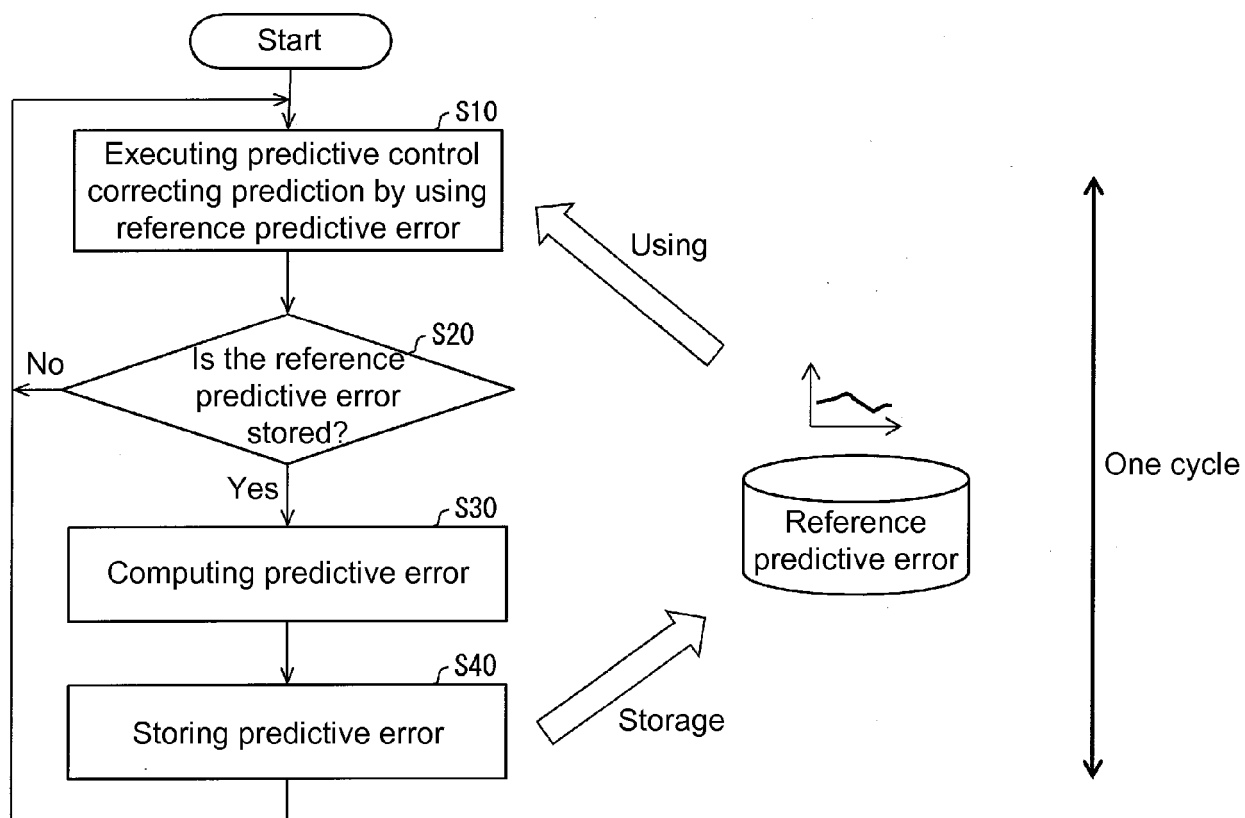 Start
S10
Executing predictive control
correcting prediction by using
reference predictive error
Using
S20
No
Is the reference
predictive error
stored?
One cycle
Yes
Reference
predictive error
S30
Computing predictive error
S40
Storing predictive error
Storage